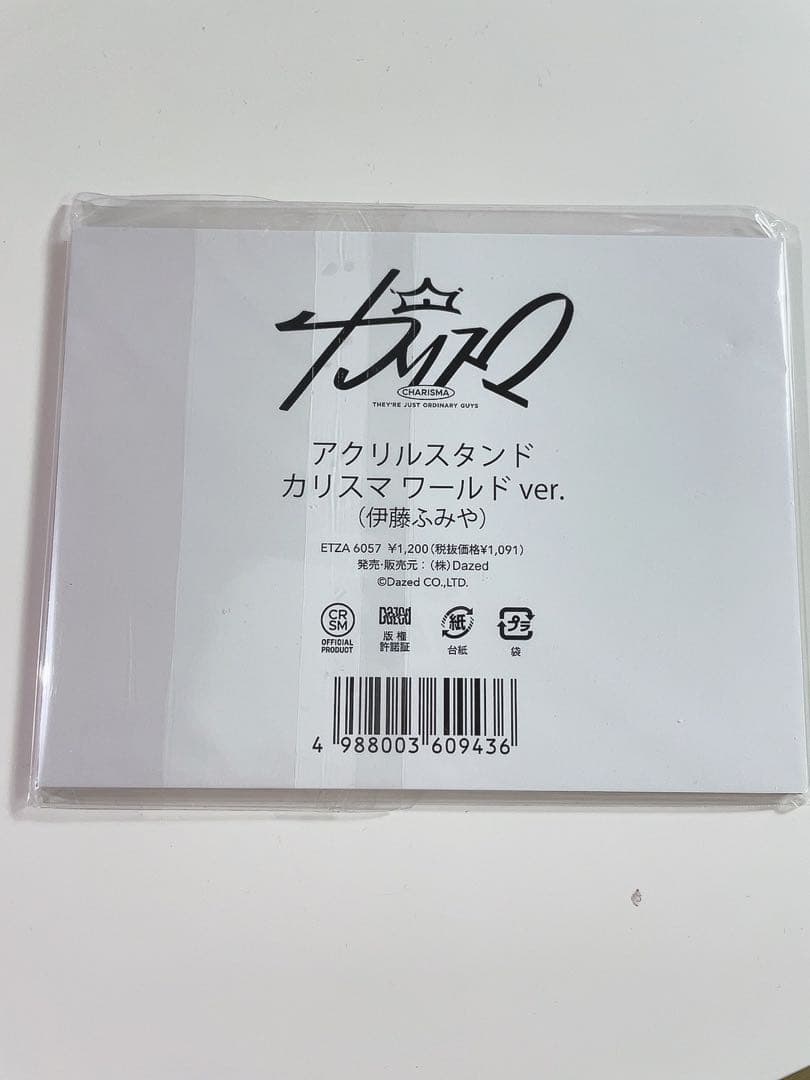 カリスマ
CHARISMA
THEY'RE JUST ORDINARY GUYS
アクリルスタンド
カリスマ ワールド ver.
（伊藤ふみや）
ETZA 6057 ¥1,200（税抜価格¥1,091）
発売・販売元：（株）Dazed
©Dazed CO.,LTD.
CR
SM
OFFICIAL
PRODUCT
Dazed
版権
許諾証
紙
台紙
プラ
袋
4 988003 609436